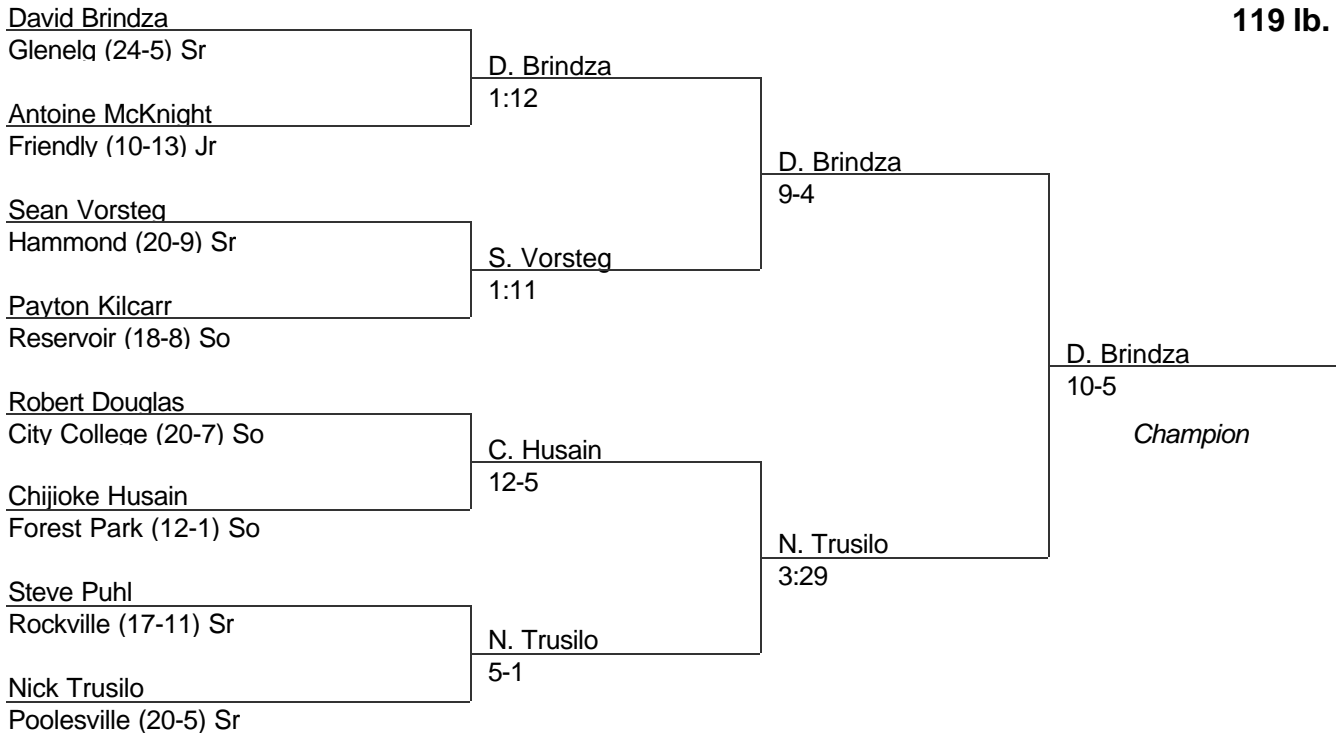 119 lb.
David Brindza
Glenelg (24-5) Sr
D. Brindza
1:12
Antoine McKnight
Friendly (10-13) Jr
D. Brindza
9-4
Sean Vorsteg
Hammond (20-9) Sr
S. Vorsteg
1:11
Payton Kilcarr
Reservoir (18-8) So
D. Brindza
10-5
Champion
Robert Douglas
City College (20-7) So
C. Husain
12-5
Chijioke Husain
Forest Park (12-1) So
N. Trusilo
3:29
Steve Puhl
Rockville (17-11) Sr
N. Trusilo
5-1
Nick Trusilo
Poolesville (20-5) Sr